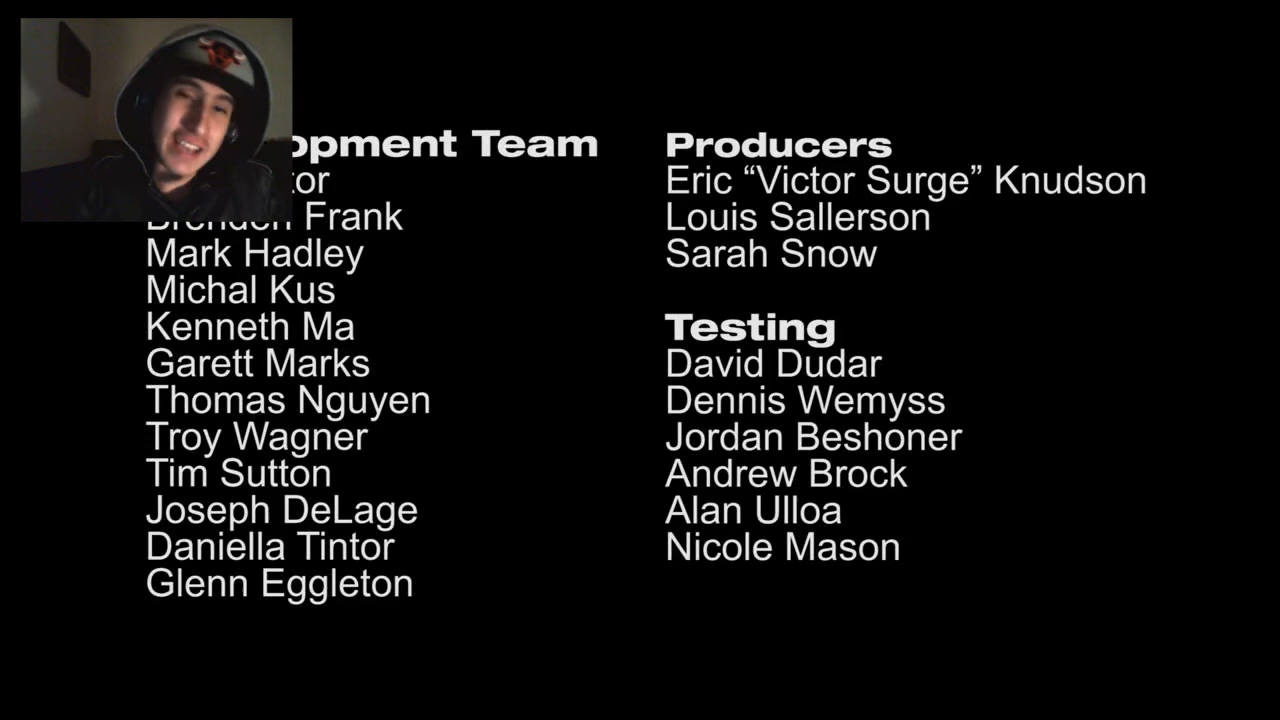 opment Team
tor
Brenden Frank
Mark Hadley
Michal Kus
Kenneth Ma
Garett Marks
Thomas Nguyen
Troy Wagner
Tim Sutton
Joseph DeLage
Daniella Tintor
Glenn Eggleton
Producers
Eric “Victor Surge” Knudson
Louis Sallerson
Sarah Snow
Testing
David Dudar
Dennis Wemyss
Jordan Beshoner
Andrew Brock
Alan Ulloa
Nicole Mason